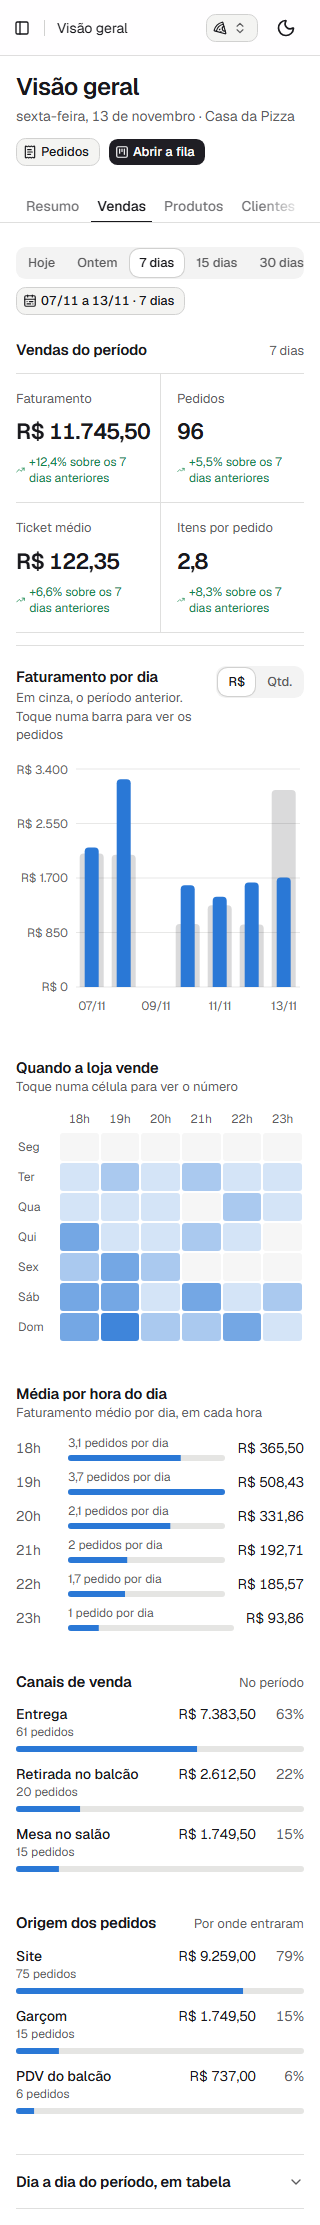 Visão geral
Visão geral
sexta-feira, 13 de novembro · Casa da Pizza
Pedidos
Abrir a fila
Resumo Vendas Produtos Clientes
Hoje Ontem 7 dias 15 dias 30 dias
07/11 a 13/11 · 7 dias
Vendas do período 7 dias
Faturamento
R$ 11.745,50
+12,4% sobre os 7
dias anteriores
Pedidos
96
+5,5% sobre os 7
dias anteriores
Ticket médio
R$ 122,35
+6,6% sobre os 7
dias anteriores
Itens por pedido
2,8
+8,3% sobre os 7
dias anteriores
Faturamento por dia
Em cinza, o período anterior.
Toque numa barra para ver os
pedidos
R$ Qtd.
R$ 3.400
R$ 2.550
R$ 1.700
R$ 850
R$ 0
07/11 09/11 11/11 13/11
Quando a loja vende
Toque numa célula para ver o número
18h 19h 20h 21h 22h 23h
Seg
Ter
Qua
Qui
Sex
Sáb
Dom
Média por hora do dia
Faturamento médio por dia, em cada hora
18h 3,1 pedidos por dia R$ 365,50
19h 3,7 pedidos por dia R$ 508,43
20h 2,1 pedidos por dia R$ 331,86
21h 2 pedidos por dia R$ 192,71
22h 1,7 pedido por dia R$ 185,57
23h 1 pedido por dia R$ 93,86
Canais de venda No período
Entrega R$ 7.383,50 63%
61 pedidos
Retirada no balcão R$ 2.612,50 22%
20 pedidos
Mesa no salão R$ 1.749,50 15%
15 pedidos
Origem dos pedidos Por onde entraram
Site R$ 9.259,00 79%
75 pedidos
Garçom R$ 1.749,50 15%
15 pedidos
PDV do balcão R$ 737,00 6%
6 pedidos
Dia a dia do período, em tabela